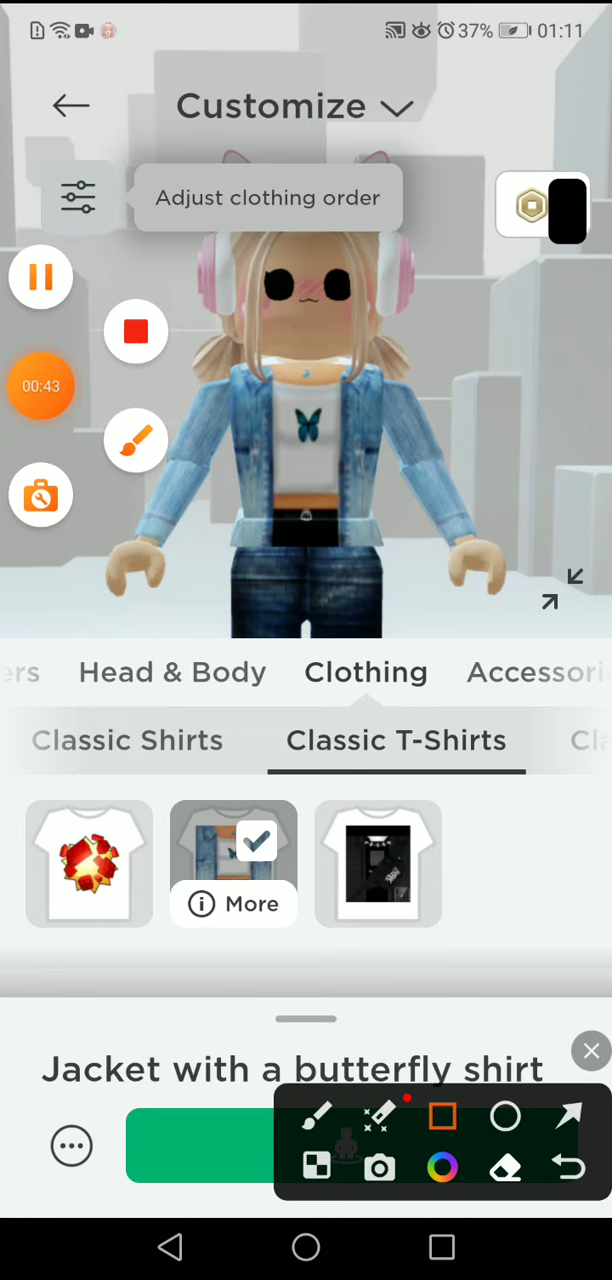 37% 01:11
Customize
Adjust clothing order
00:43
ers Head & Body Clothing Accessori
Classic Shirts Classic T-Shirts Cla
More
Jacket with a butterfly shirt